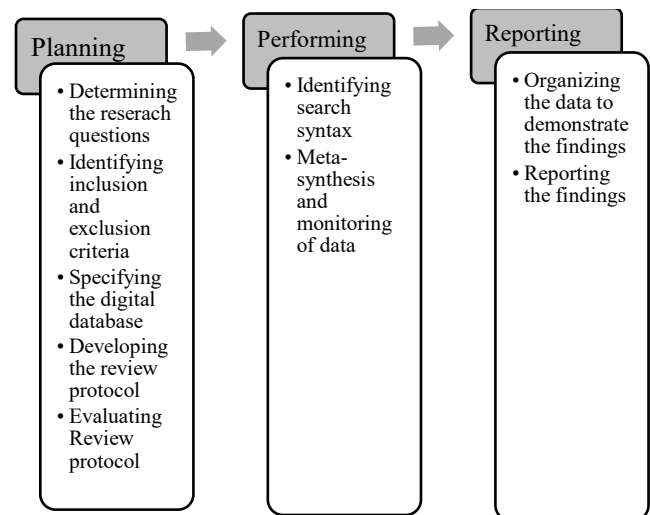 Planning
• Determining
the reserach
questions
• Identifying
inclusion
and
exclusion
criteria
• Specifying
the digital
database
• Developing
the review
protocol
• Evaluating
Review
protocol
Performing
• Identifying
search
syntax
• Meta-
synthesis
and
monitoring
of data
Reporting
• Organizing
the data to
demonstrate
the findings
• Reporting
the findings